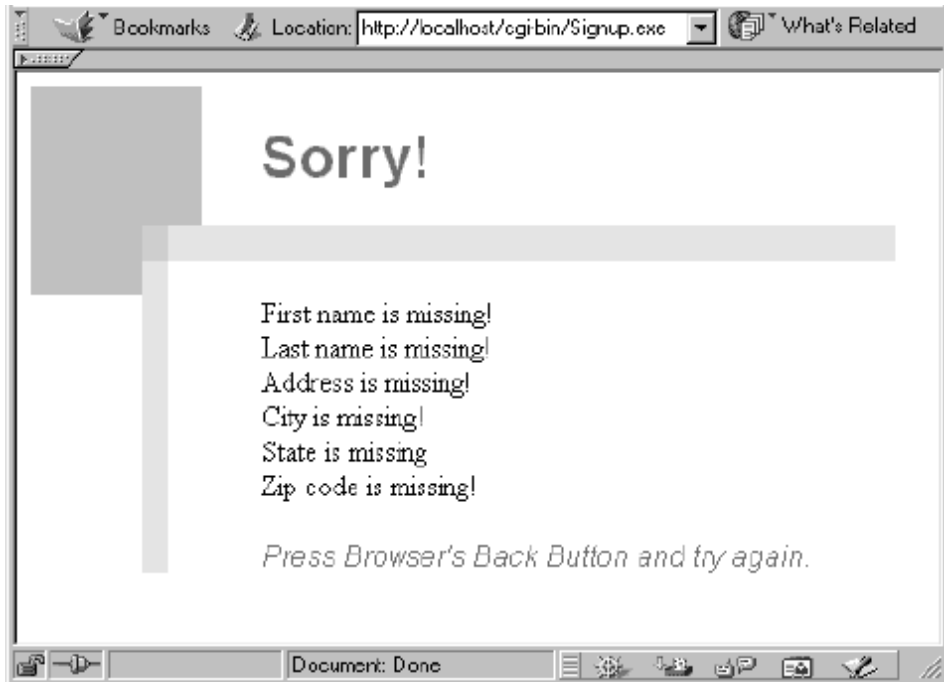 Bookmarks Location: http://localhost/cgi-bin/Signup.exe What's Related
Sorry!
First name is missing!
Last name is missing!
Address is missing!
City is missing!
State is missing
Zip code is missing!
Press Browser's Back Button and try again.
Document: Done